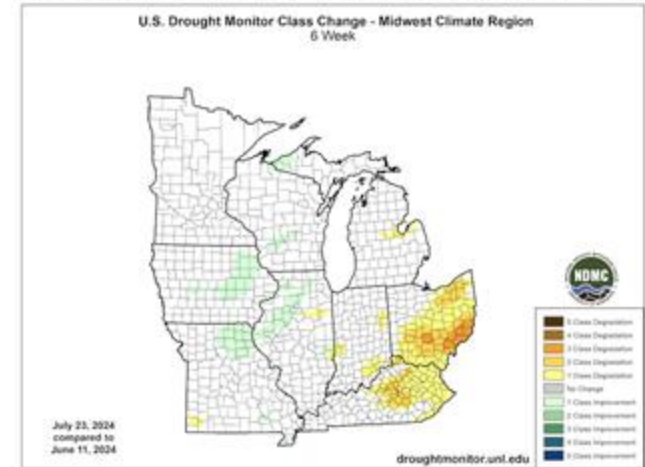 U.S. Drought Monitor Class Change - Midwest Climate Region
6 Week
NDMC
5 Class Degradation
4 Class Degradation
3 Class Degradation
2 Class Degradation
1 Class Degradation
No Change
1 Class Improvement
2 Class Improvement
3 Class Improvement
4 Class Improvement
5 Class Improvement
July 23, 2024
compared to
June 11, 2024
droughtmonitor.unl.edu